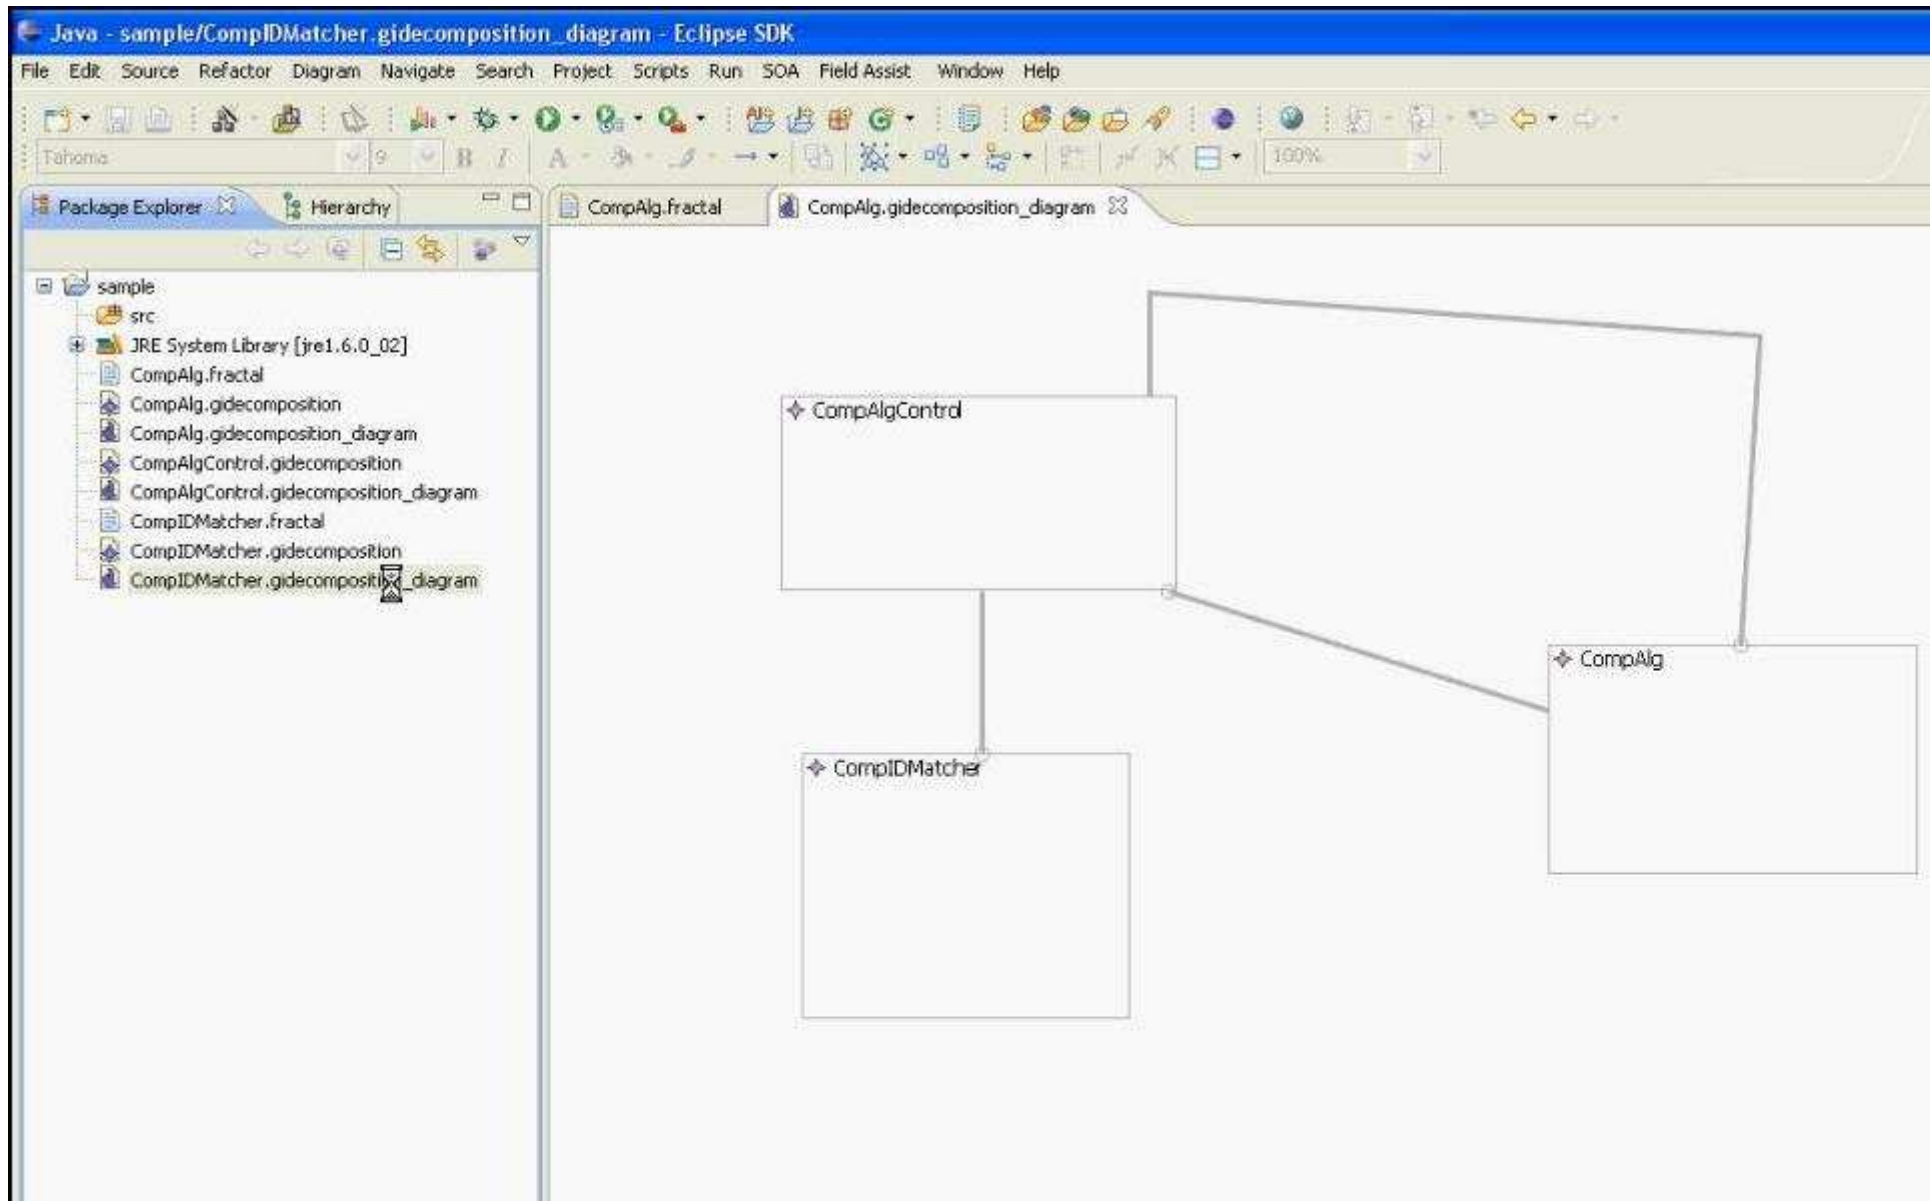 Java - sample/CompIDMatcher.gidecomposition_diagram - Eclipse SDK
File Edit Source Refactor Diagram Navigate Search Project Scripts Run SOA Field Assist Window Help
Tahoma 9 B I A 100%
Package Explorer Hierarchy
CompAlg.fractal CompAlg.gidecomposition_diagram
sample
src
JRE System Library [jre1.6.0_02]
CompAlg.fractal
CompAlg.gidecomposition
CompAlg.gidecomposition_diagram
CompAlgControl.gidecomposition
CompAlgControl.gidecomposition_diagram
CompIDMatcher.fractal
CompIDMatcher.gidecomposition
CompIDMatcher.gidecomposition_diagram
CompAlgControl
CompAlg
CompIDMatcher